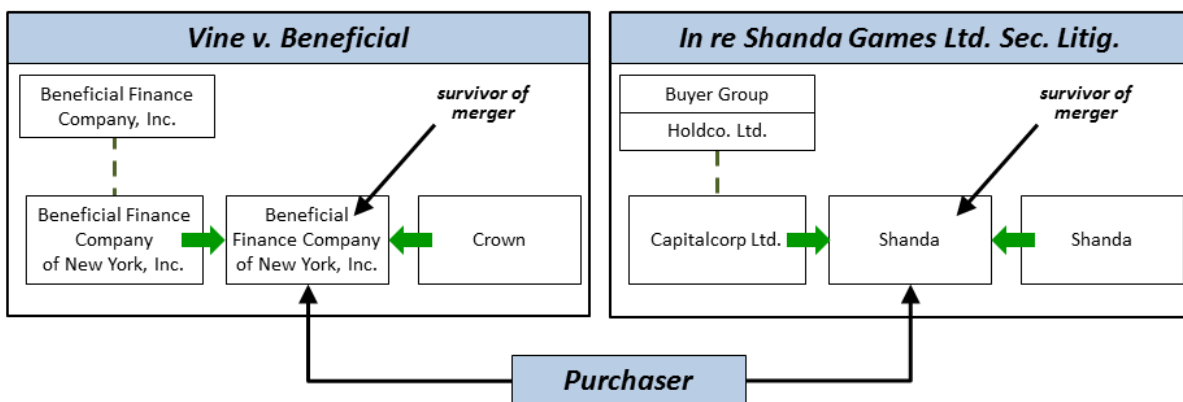 Vine v. Beneficial
Beneficial Finance
Company, Inc.
survivor of
merger
Beneficial Finance
Company
of New York, Inc.
Beneficial
Finance Company
of New York, Inc.
Crown
In re Shanda Games Ltd. Sec. Litig.
Buyer Group
Holdco. Ltd.
survivor of
merger
Capitalcorp Ltd.
Shanda
Shanda
Purchaser